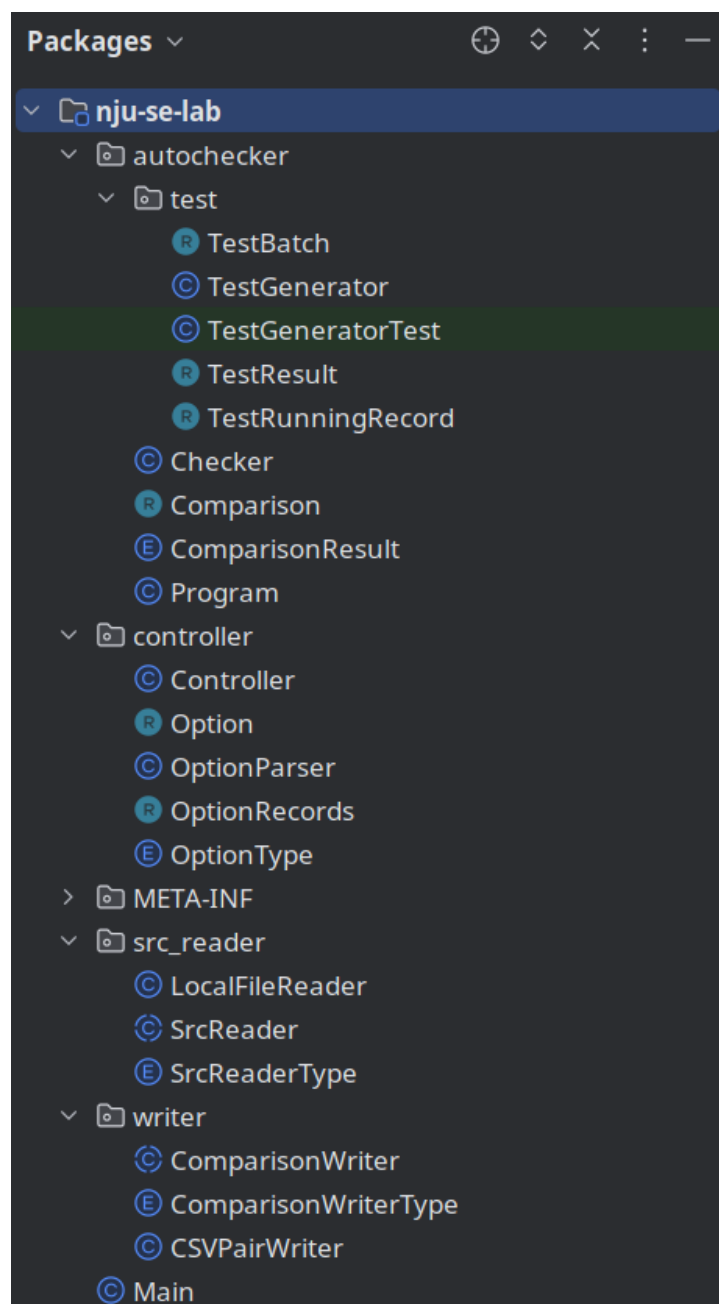 Packages
nju-se-lab
autochecker
test
R TestBatch
C TestGenerator
C TestGeneratorTest
R TestResult
R TestRunningRecord
C Checker
R Comparison
E ComparisonResult
C Program
controller
C Controller
R Option
C OptionParser
R OptionRecords
E OptionType
META-INF
src_reader
C LocalFileReader
C SrcReader
E SrcReaderType
writer
C ComparisonWriter
E ComparisonWriterType
C CSVPairWriter
C Main